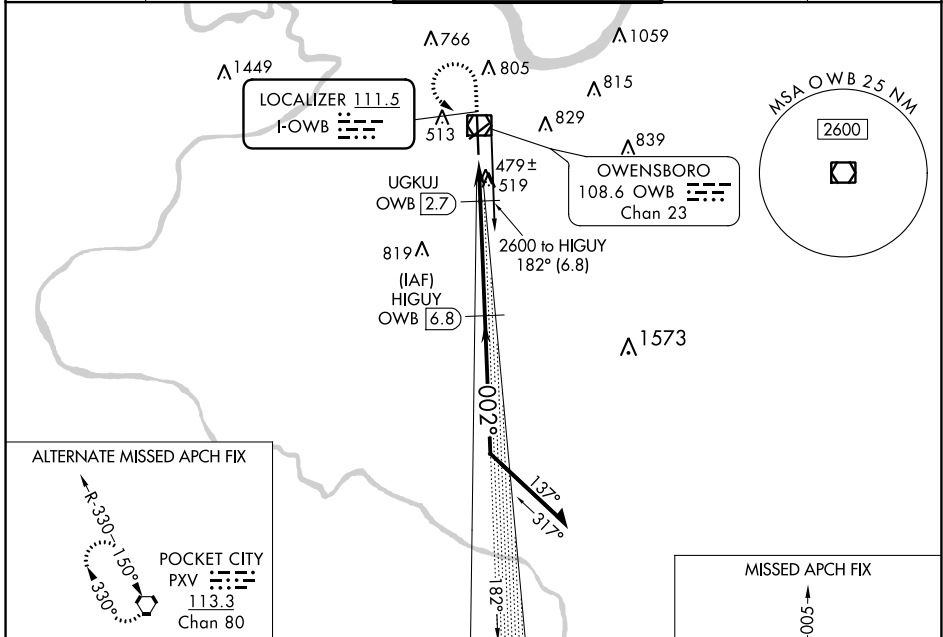 766
1059
1449
805
815
LOCALIZER 111.5
I-OWB
513
829
839
MSA OWB 25 NM
2600
479±
519
OWENSBORO
108.6 OWB
Chan 23
UGKUJ
OWB 2.7
2600 to HIGUY
182° (6.8)
819
(IAF)
HIGUY
OWB 6.8
1573
002°
137°
317°
182°
ALTERNATE MISSED APCH FIX
R-330
150°
330°
POCKET CITY
PXV
113.3
Chan 80
MISSED APCH FIX
-005